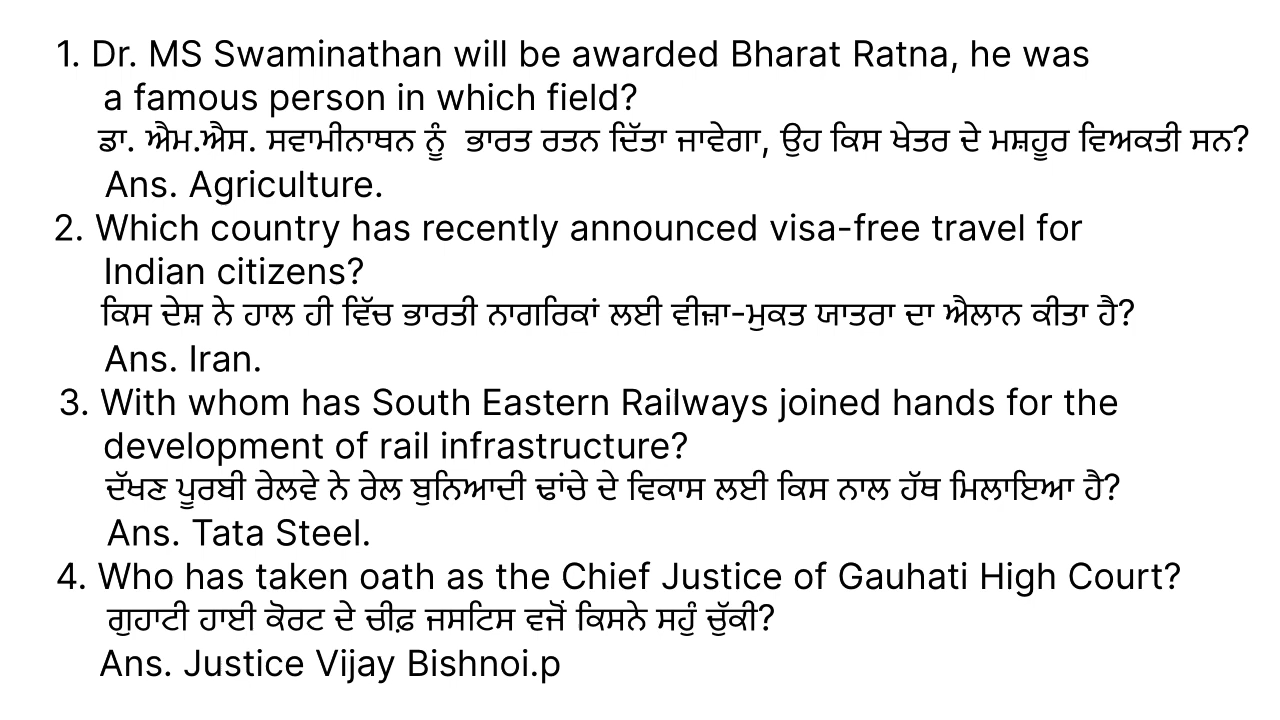 1. Dr. MS Swaminathan will be awarded Bharat Ratna, he was
a famous person in which field?
ਡਾ. ਐਮ.ਐਸ. ਸਵਾਮੀਨਾਥਨ ਨੂੰ ਭਾਰਤ ਰਤਨ ਦਿੱਤਾ ਜਾਵੇਗਾ, ਉਹ ਕਿਸ ਖੇਤਰ ਦੇ ਮਸ਼ਹੂਰ ਵਿਅਕਤੀ ਸਨ?
Ans. Agriculture.
2. Which country has recently announced visa-free travel for
Indian citizens?
ਕਿਸ ਦੇਸ਼ ਨੇ ਹਾਲ ਹੀ ਵਿੱਚ ਭਾਰਤੀ ਨਾਗਰਿਕਾਂ ਲਈ ਵੀਜ਼ਾ-ਮੁਕਤ ਯਾਤਰਾ ਦਾ ਐਲਾਨ ਕੀਤਾ ਹੈ?
Ans. Iran.
3. With whom has South Eastern Railways joined hands for the
development of rail infrastructure?
ਦੱਖਣ ਪੂਰਬੀ ਰੇਲਵੇ ਨੇ ਰੇਲ ਬੁਨਿਆਦੀ ਢਾਂਚੇ ਦੇ ਵਿਕਾਸ ਲਈ ਕਿਸ ਨਾਲ ਹੱਥ ਮਿਲਾਇਆ ਹੈ?
Ans. Tata Steel.
4. Who has taken oath as the Chief Justice of Gauhati High Court?
ਗੁਹਾਟੀ ਹਾਈ ਕੋਰਟ ਦੇ ਚੀਫ਼ ਜਸਟਿਸ ਵਜੋਂ ਕਿਸਨੇ ਸਹੁੰ ਚੁੱਕੀ?
Ans. Justice Vijay Bishnoi.p